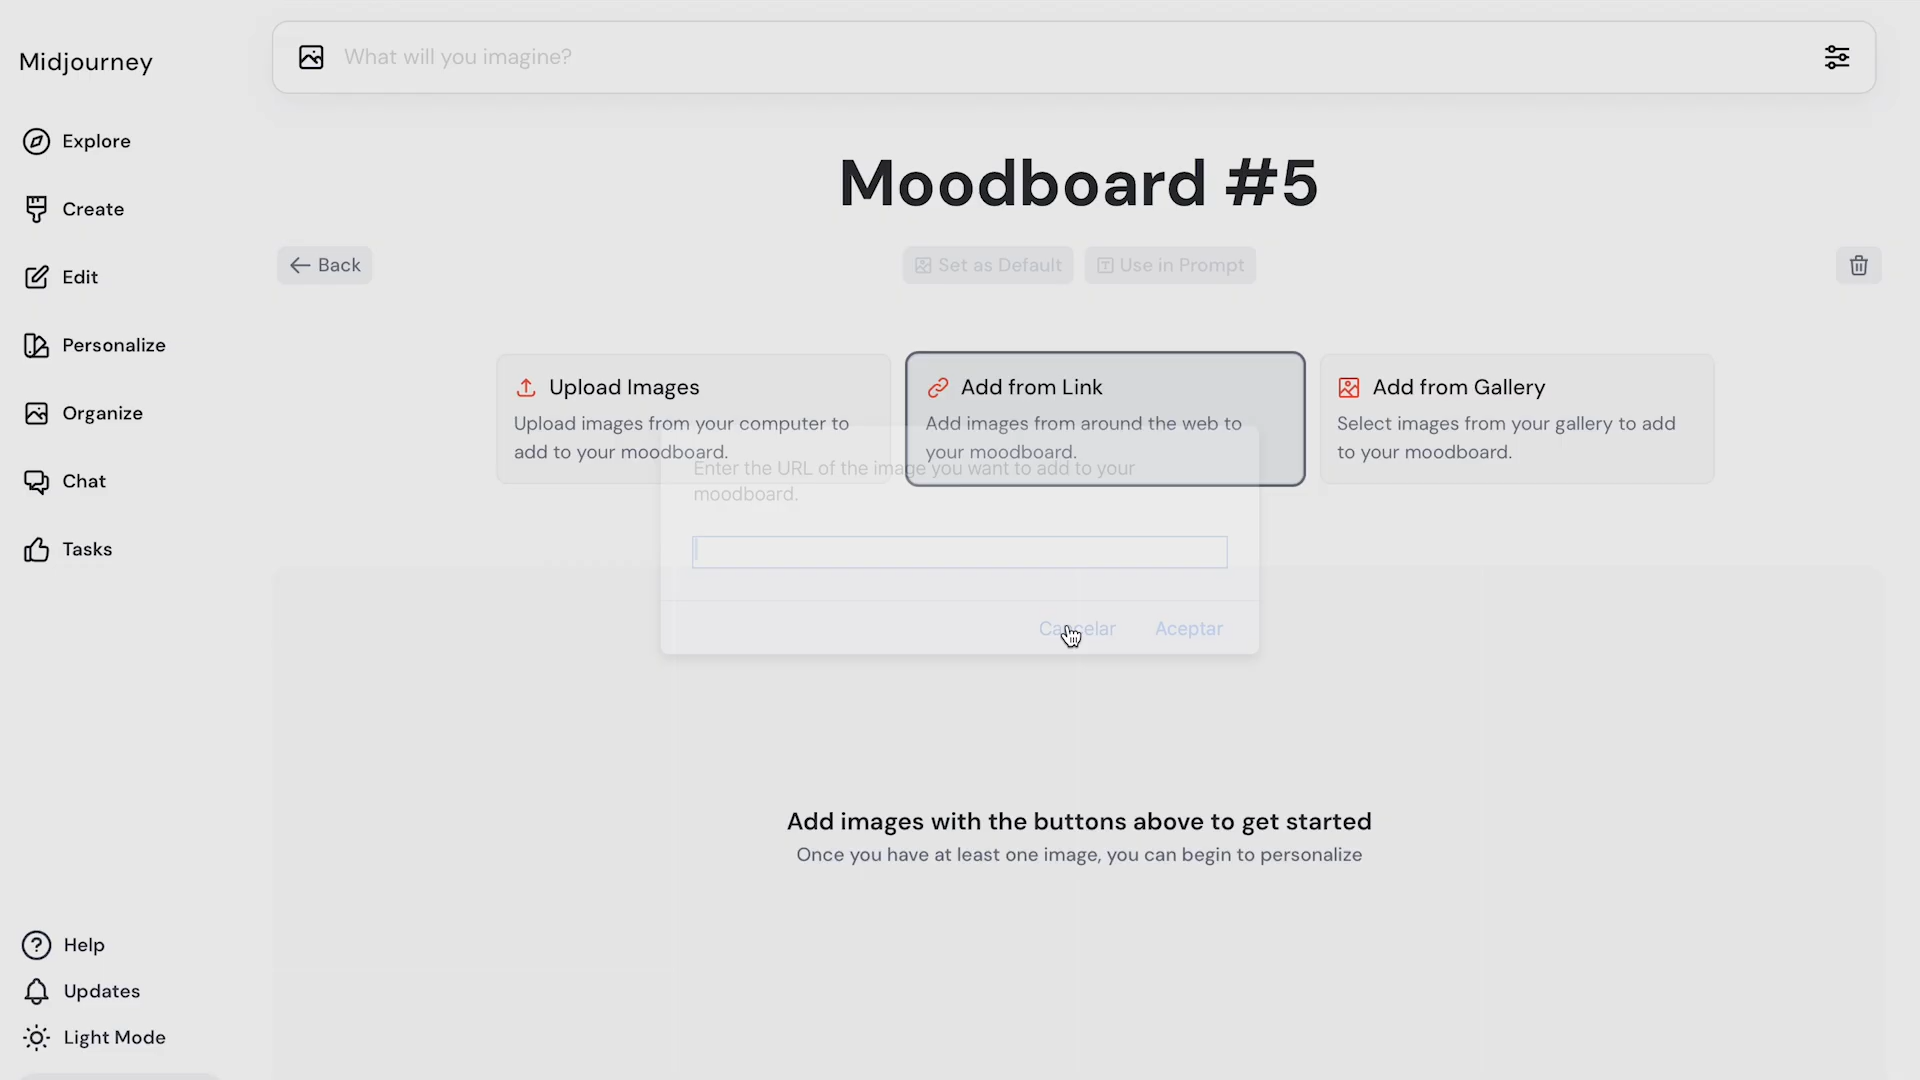 Midjourney
What will you imagine?
Explore
Create
Edit
Personalize
Organize
Chat
Tasks
Moodboard #5
Back
Set as Default
Use in Prompt
Upload Images
Upload images from your computer to
add to your moodboard.
Add from Link
Add images from around the web to
your moodboard.
Add from Gallery
Select images from your gallery to add
to your moodboard.
Enter the URL of the image you want to add to your
moodboard.
Cancelar
Aceptar
Add images with the buttons above to get started
Once you have at least one image, you can begin to personalize
Help
Updates
Light Mode